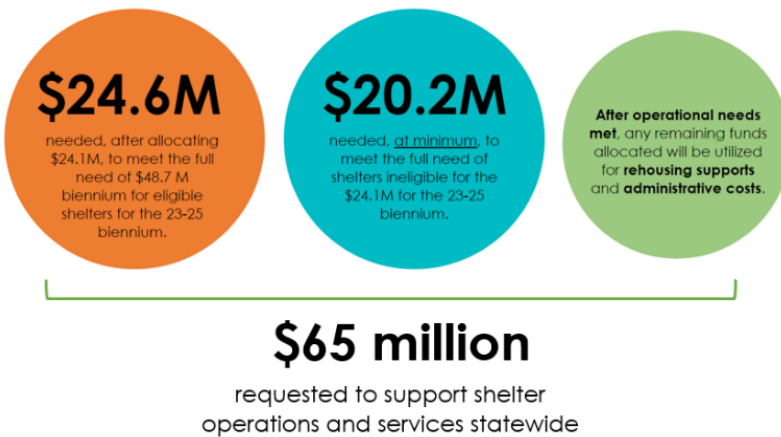 $24.6M
needed, after allocating
$24.1M, to meet the full
need of $48.7 M
biennium for eligible
shelters for the 23-25
biennium.
$20.2M
needed, at minimum, to
meet the full need of
shelters ineligible for the
$24.1M for the 23-25
biennium.
After operational needs
met, any remaining funds
allocated will be utilized
for rehousing supports
and administrative costs.
$65 million
requested to support shelter
operations and services statewide